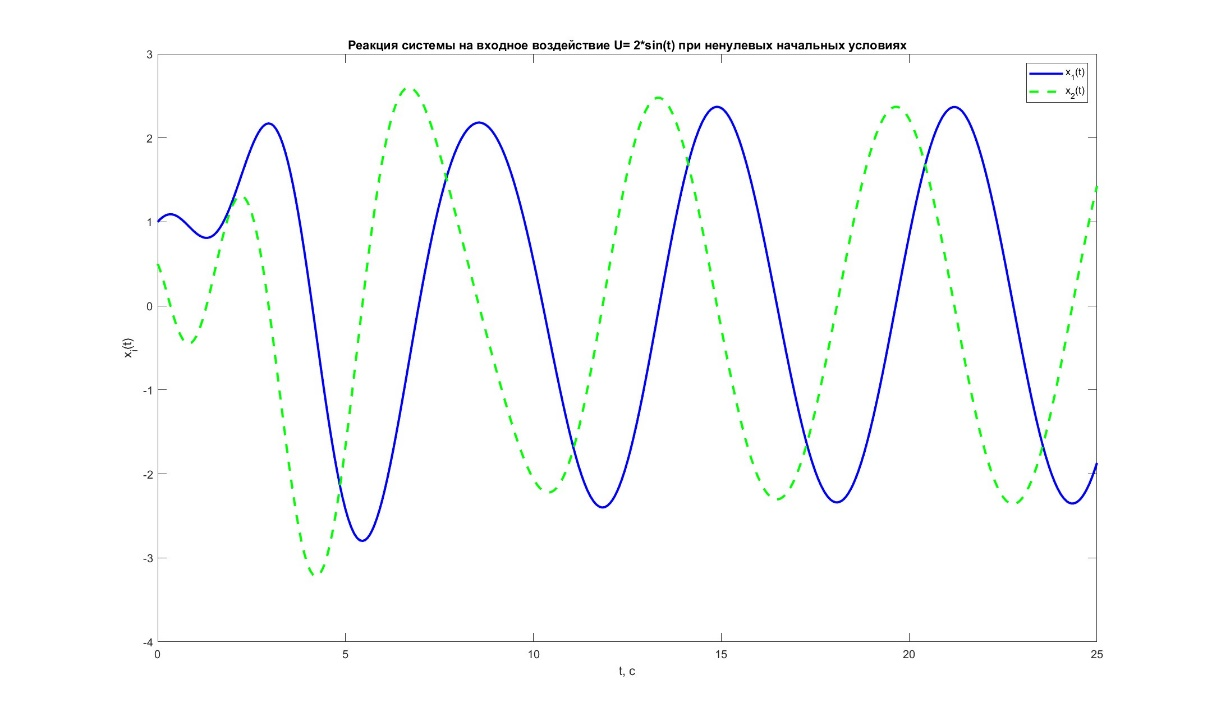 Реакция системы на входное воздействие U= 2*sin(t) при ненулевых начальных условиях
x₁(t)
x₂(t)
3
2
1
0
-1
-2
-3
-4
xᵢ(t)
0
5
10
15
20
25
t, c